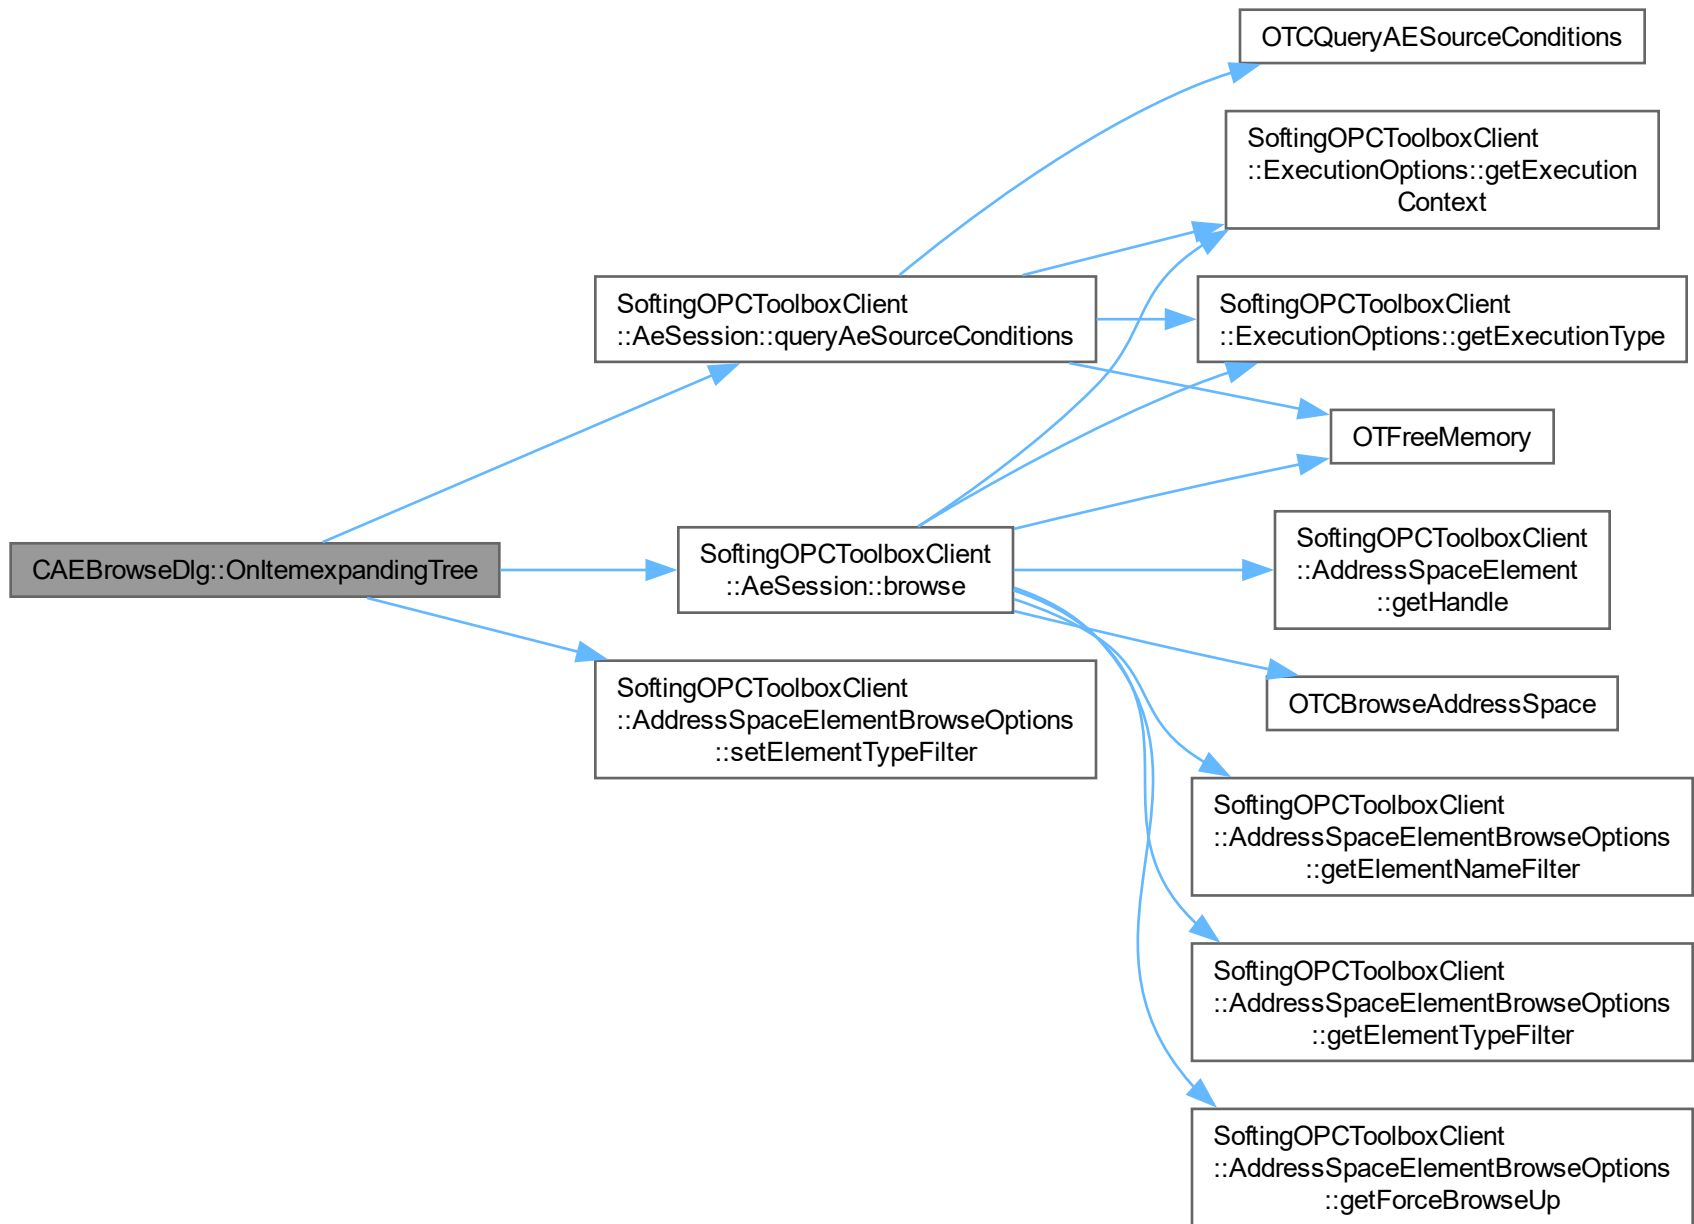 OTCQueryAESourceConditions
SoftingOPCToolboxClient
::ExecutionOptions::getExecution
Context
SoftingOPCToolboxClient
::AeSession::queryAeSourceConditions
SoftingOPCToolboxClient
::ExecutionOptions::getExecutionType
OTFreeMemory
CAEBrowseDlg::OnItemexpandingTree
SoftingOPCToolboxClient
::AeSession::browse
SoftingOPCToolboxClient
::AddressSpaceElement
::getHandle
SoftingOPCToolboxClient
::AddressSpaceElementBrowseOptions
::setElementTypeFilter
OTCBrowseAddressSpace
SoftingOPCToolboxClient
::AddressSpaceElementBrowseOptions
::getElementNameFilter
SoftingOPCToolboxClient
::AddressSpaceElementBrowseOptions
::getElementTypeFilter
SoftingOPCToolboxClient
::AddressSpaceElementBrowseOptions
::getForceBrowseUp